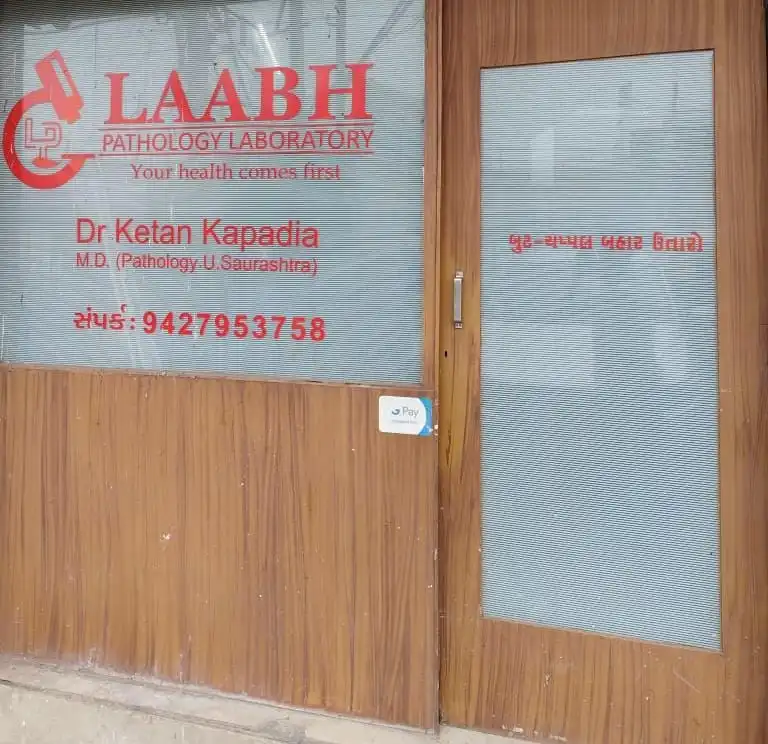 LAABH
PATHOLOGY LABORATORY
Your health comes first
LP
Dr Ketan Kapadia
M.D. (Pathology.U.Saurashtra)
સંપર્ક : 9427953758
G Pay
બુટ-ચપ્પલ બહાર ઉતારો